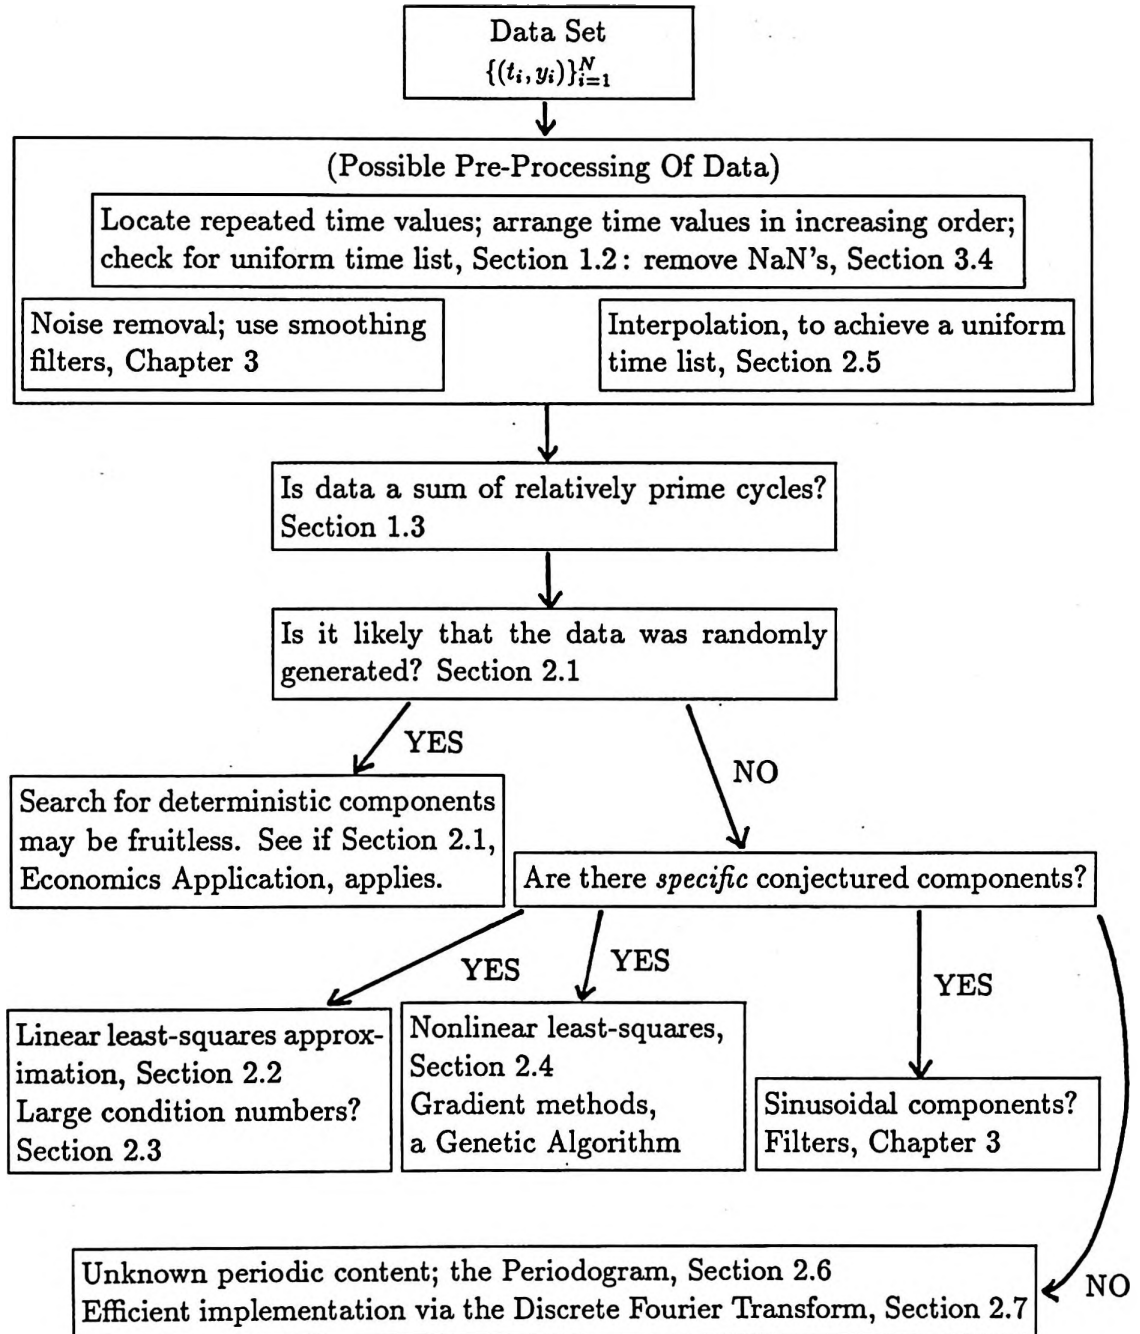 Data Set
{(t_i, y_i)}_{i=1}^N
(Possible Pre-Processing Of Data)
Locate repeated time values; arrange time values in increasing order;
check for uniform time list, Section 1.2: remove NaN's, Section 3.4
Noise removal; use smoothing
filters, Chapter 3
Interpolation, to achieve a uniform
time list, Section 2.5
Is data a sum of relatively prime cycles?
Section 1.3
Is it likely that the data was randomly
generated? Section 2.1
YES
NO
Search for deterministic components
may be fruitless. See if Section 2.1,
Economics Application, applies.
Are there specific conjectured components?
YES
YES
YES
Linear least-squares approx-
imation, Section 2.2
Large condition numbers?
Section 2.3
Nonlinear least-squares,
Section 2.4
Gradient methods,
a Genetic Algorithm
Sinusoidal components?
Filters, Chapter 3
Unknown periodic content; the Periodogram, Section 2.6
Efficient implementation via the Discrete Fourier Transform, Section 2.7
NO